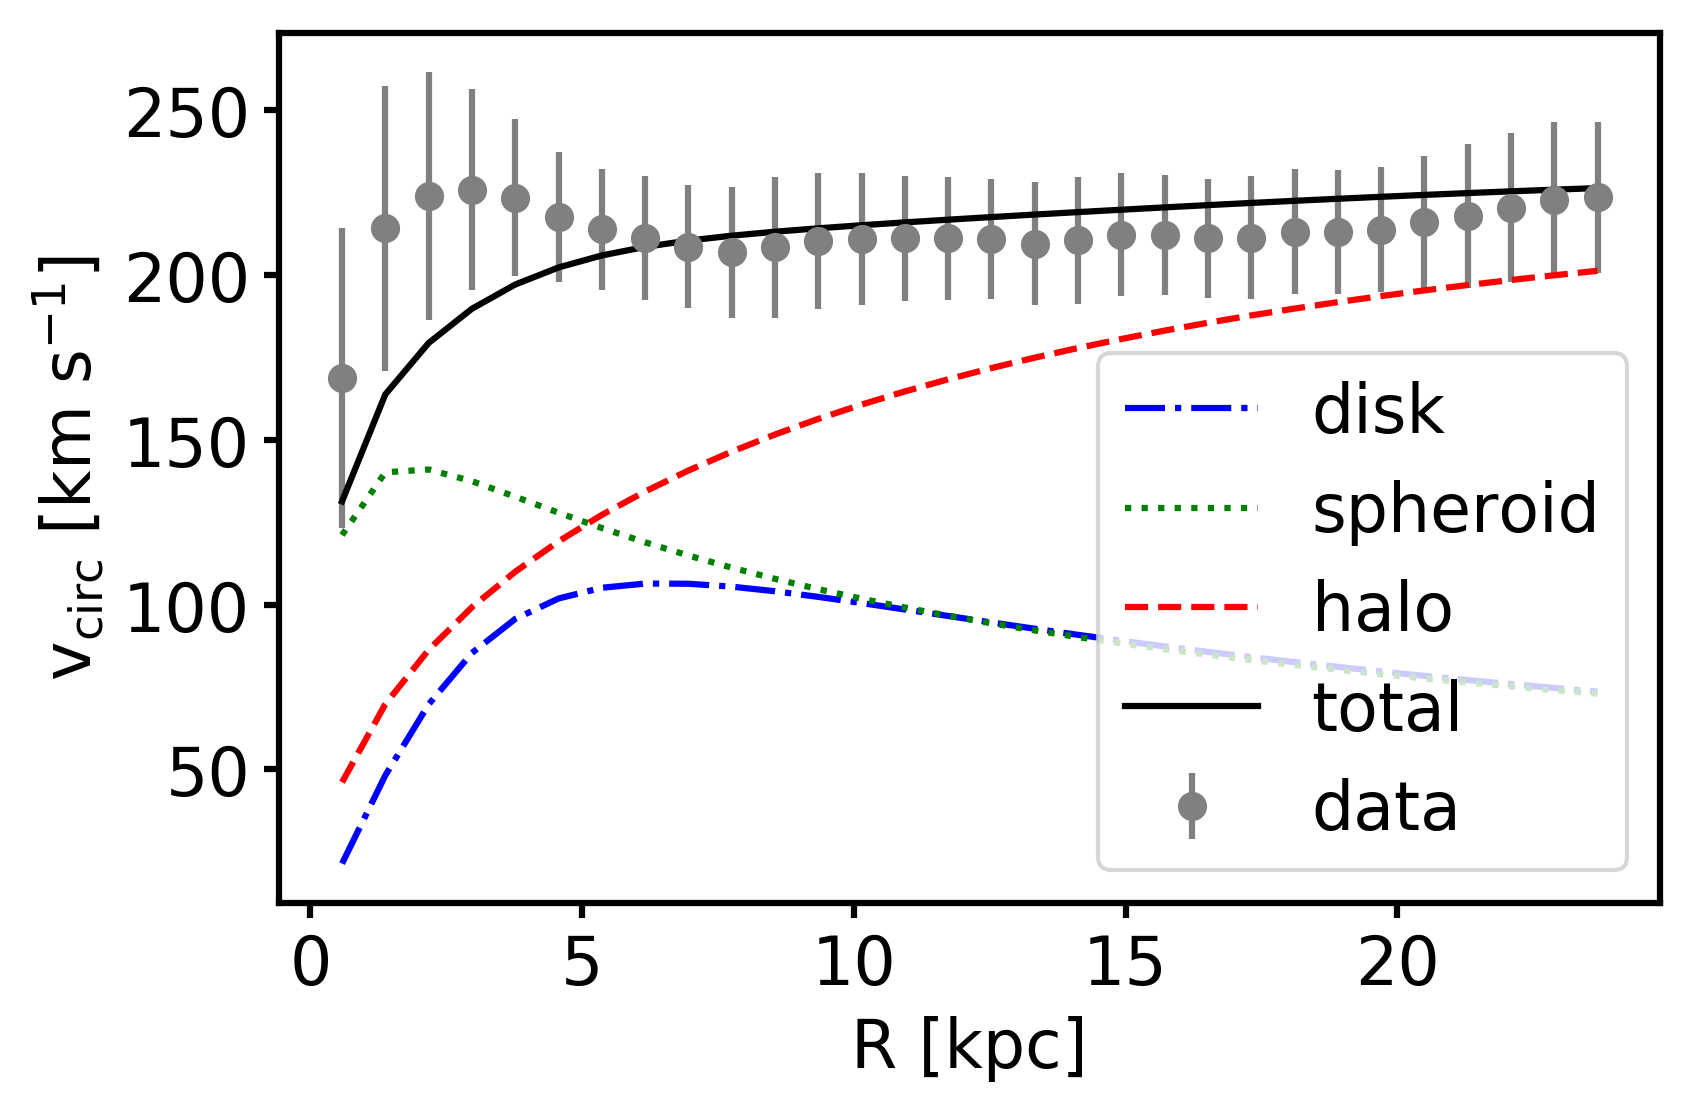 250
200
150
100
50
v_circ [km s⁻¹]
disk
spheroid
halo
total
data
0 5 10 15 20
R [kpc]